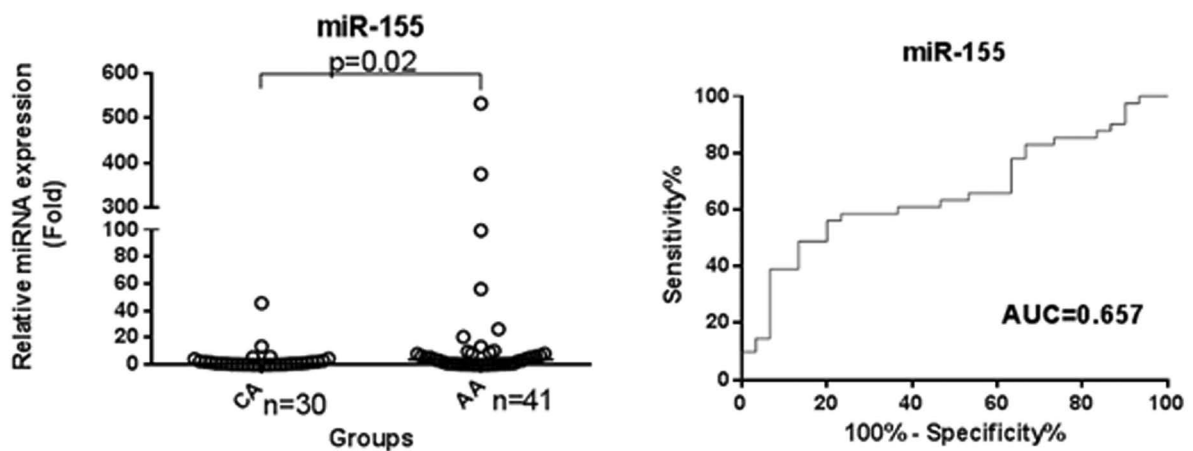 miR-155
p=0.02
Relative miRNA expression
(Fold)
600
500
400
300
100
80
60
40
20
0
CA
n=30
AA
n=41
Groups
miR-155
Sensitivity%
100
80
60
40
20
0
AUC=0.657
0 20 40 60 80 100
100% - Specificity%